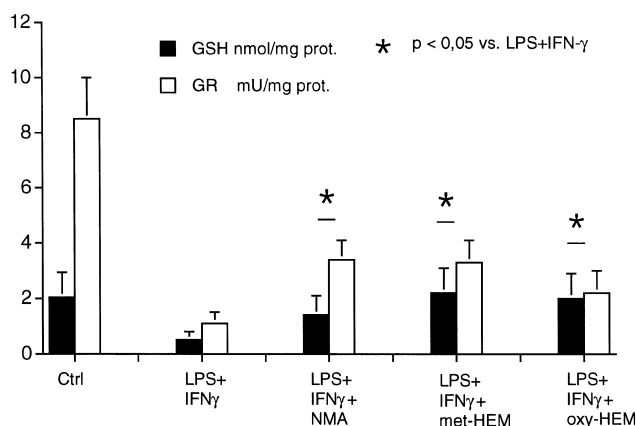 12
10
8
6
4
2
0
GSH nmol/mg prot.
GR mU/mg prot.
* p < 0,05 vs. LPS+IFN-γ
*
*
*
Ctrl
LPS+
IFNγ
LPS+
IFNγ+
NMA
LPS+
IFNγ+
met-HEM
LPS+
IFNγ+
oxy-HEM